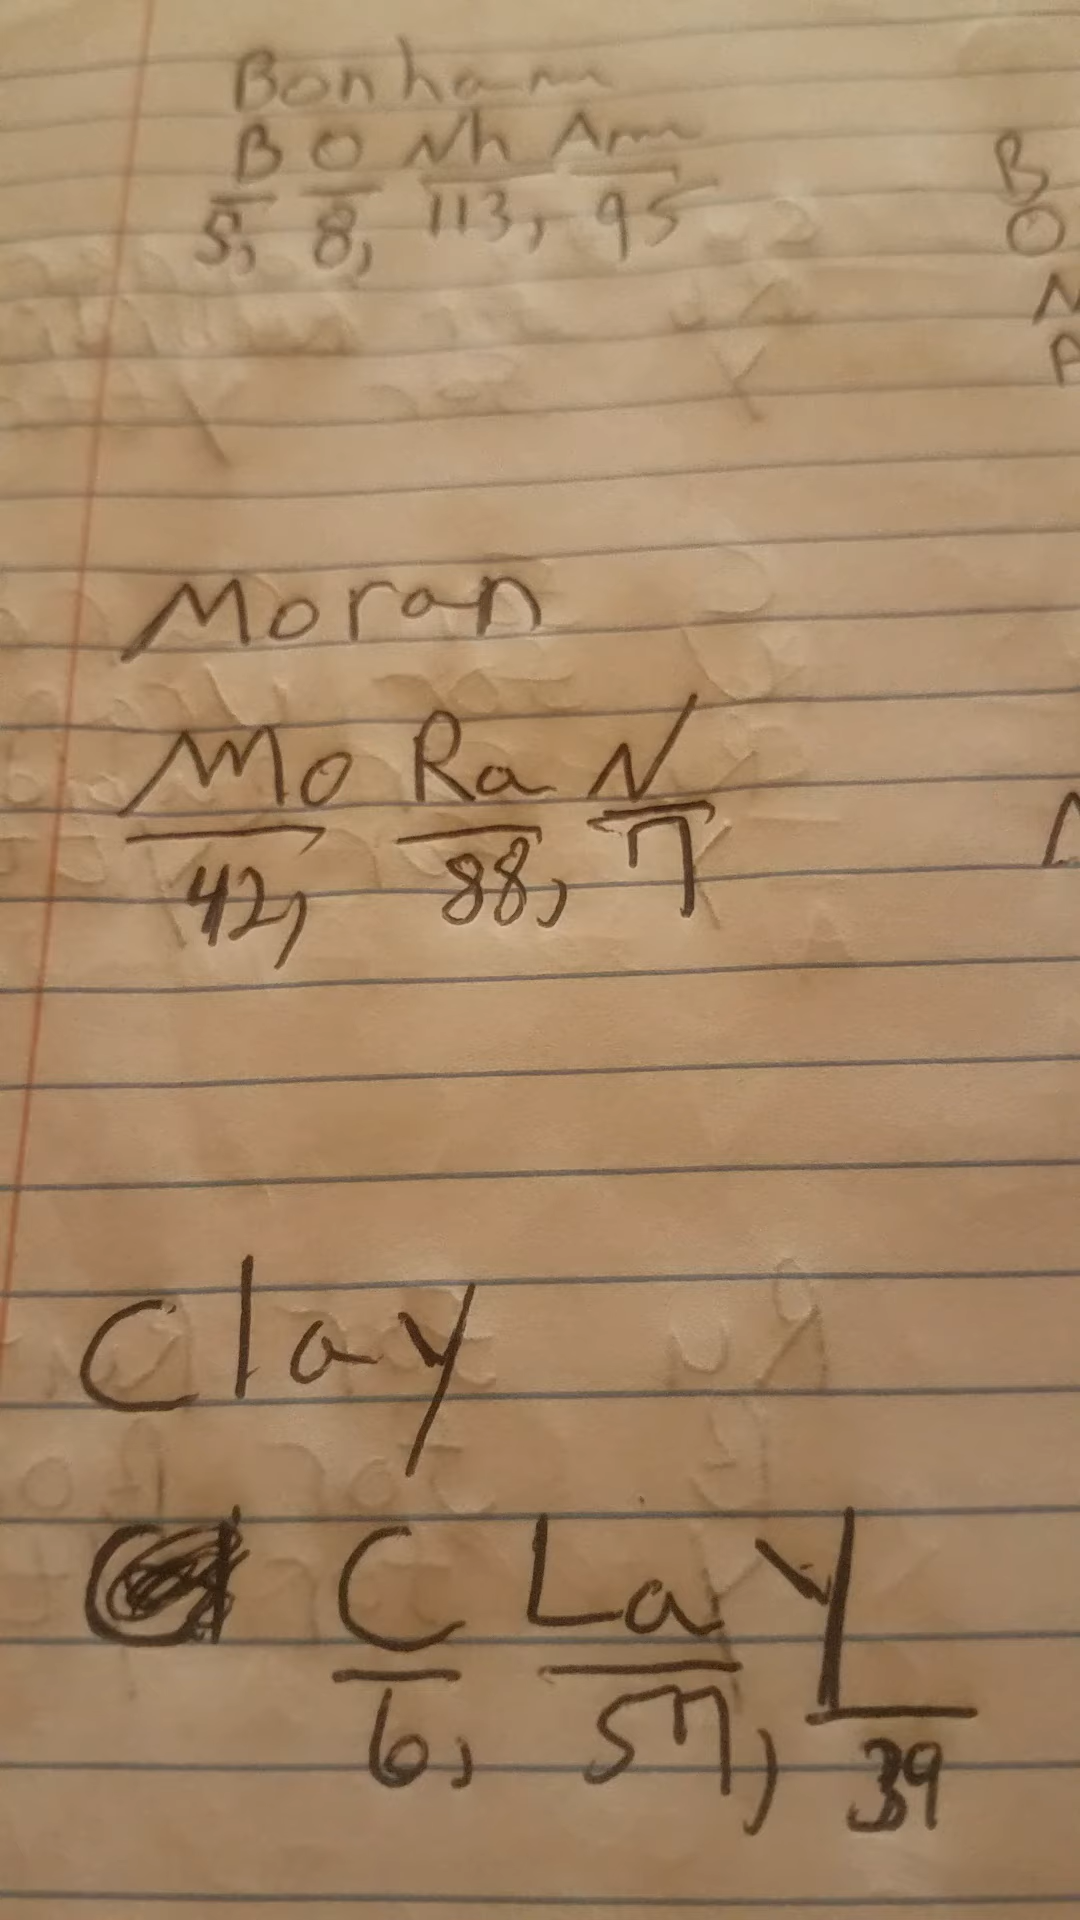 Bonham
B O Nh Am
5, 8, 113, 95
B
O
N
A
Moran
Mo Ra N
42, 88, 7
Clay
C La Y
6, 57, 39